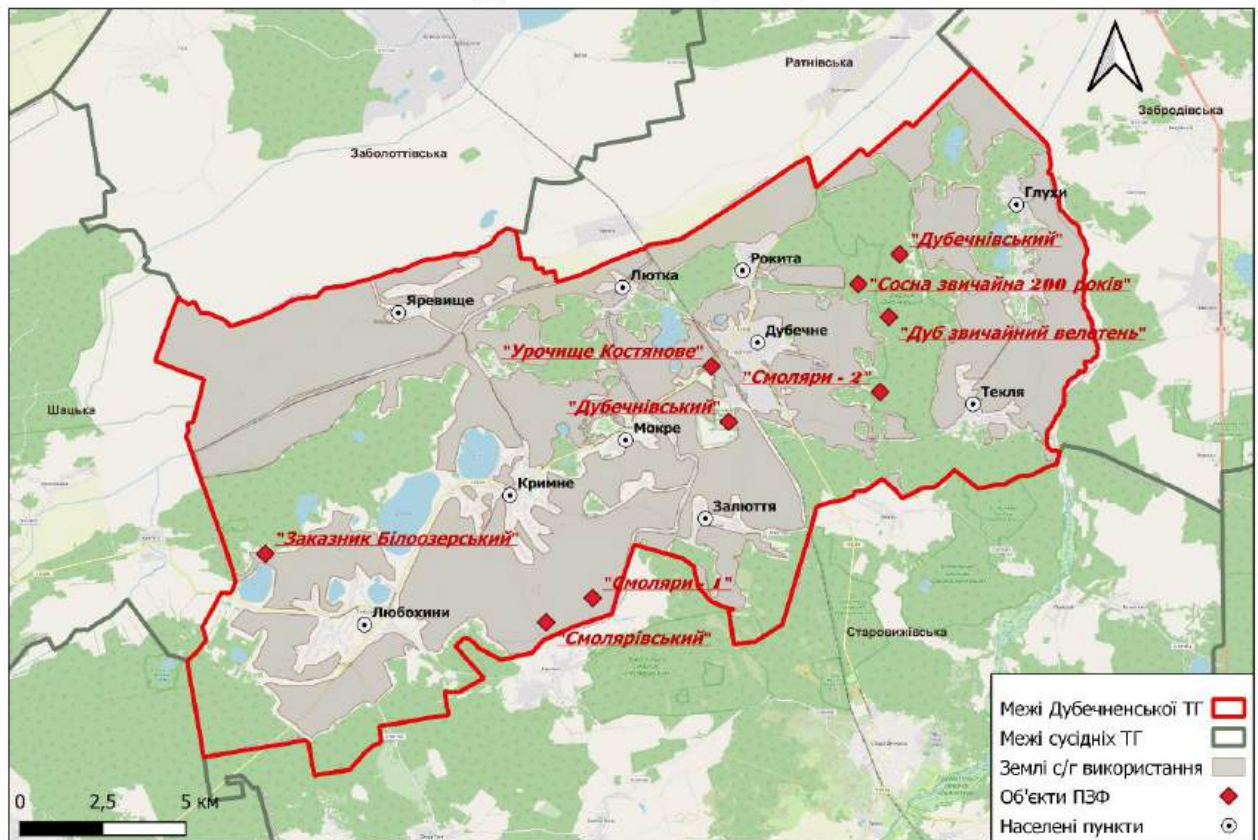 Ратнівська
Забродівська
Заболоттівська
Глухи
"Дубечнівський"
Рокита
Лютка
"Сосна звичайна 200 років"
Яревище
"Дуб звичайний велетень"
Дубечне
"Урочище Костянове"
"Смоляри - 2"
Текля
Шацька
"Дубечнівський"
Мокре
Кримне
Залюття
"Заказник Білоозерський"
"Смоляри - 1"
Любохини
"Смолярівський"
Старовижівська
Межі Дубечненської ТГ
Межі сусідніх ТГ
Землі с/г використання
Об'єкти ПЗФ
Населені пункти
0 2,5 5 км